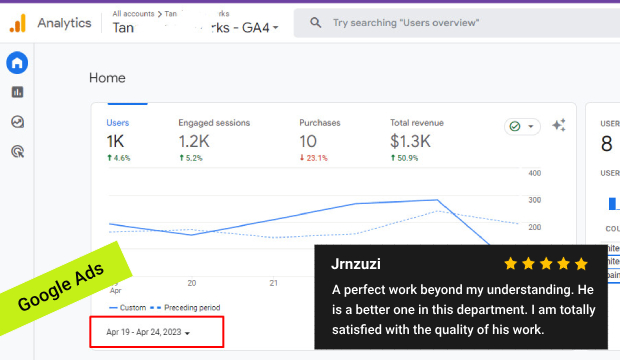 Analytics
All accounts > Tan rks
Tan rks - GA4
Try searching "Users overview"
Home
Users
1K
↑ 4.6%
Engaged sessions
1.2K
↑ 5.2%
Purchases
10
↓ 23.1%
Total revenue
$1.3K
↑ 50.9%
USER
8
USER
COU
400
300
200
19
Apr
20
21
Custom
Preceding period
Apr 19 - Apr 24, 2023
Google Ads
Jrnzuzi
A perfect work beyond my understanding. He
is a better one in this department. I am totally
satisfied with the quality of his work.